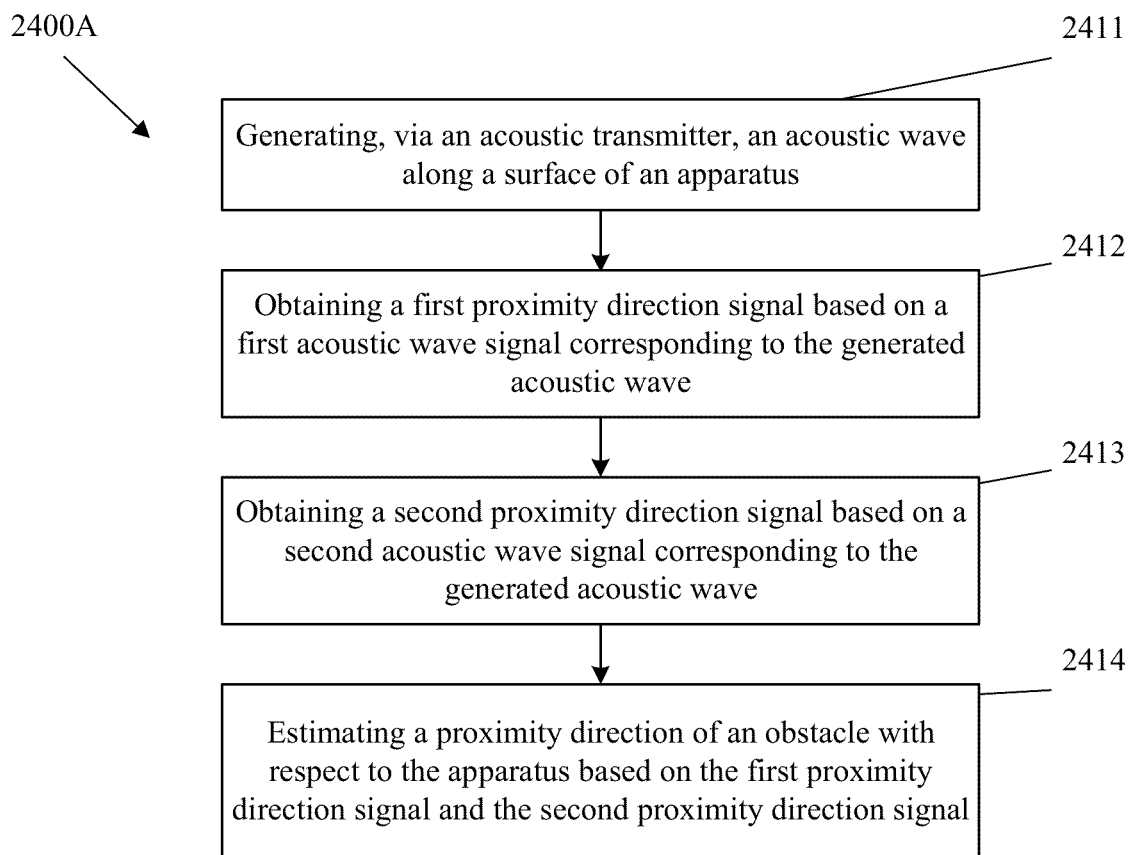 2400A
2411
Generating, via an acoustic transmitter, an acoustic wave
along a surface of an apparatus
2412
Obtaining a first proximity direction signal based on a
first acoustic wave signal corresponding to the generated
acoustic wave
2413
Obtaining a second proximity direction signal based on a
second acoustic wave signal corresponding to the
generated acoustic wave
2414
Estimating a proximity direction of an obstacle with
respect to the apparatus based on the first proximity
direction signal and the second proximity direction signal